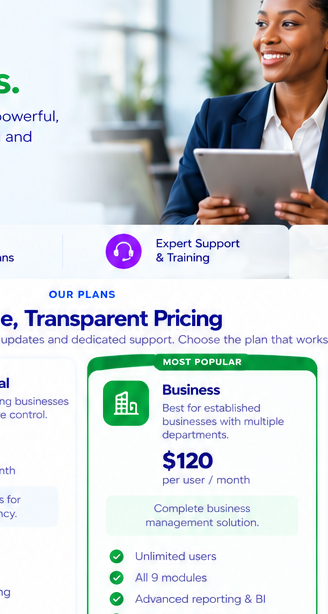 s.
powerful,
and
ans
Expert Support
& Training
OUR PLANS
e, Transparent Pricing
updates and dedicated support. Choose the plan that works
al
ng businesses
e control.
nth
s for
ncy.
ng
MOST POPULAR
Business
Best for established
businesses with multiple
departments.
$120
per user / month
Complete business
management solution.
Unlimited users
All 9 modules
Advanced reporting & BI